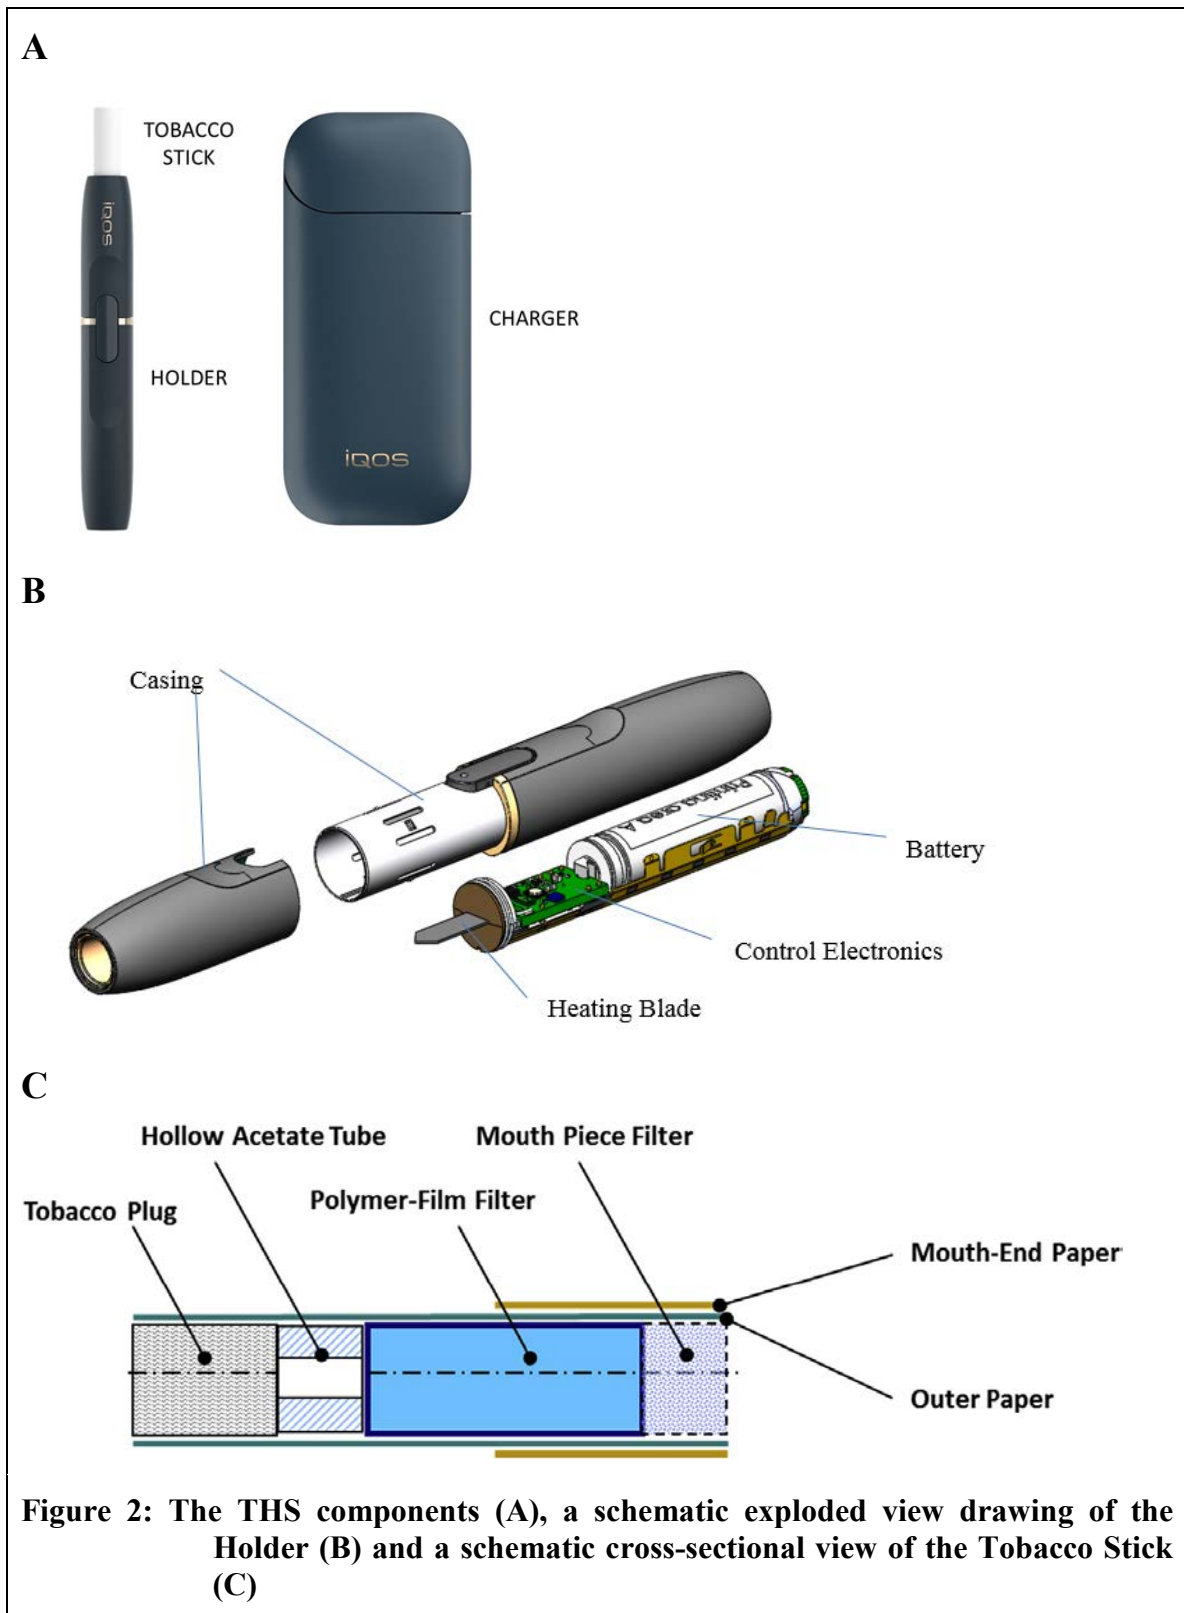 A
TOBACCO
STICK
iQOS
CHARGER
HOLDER
iQOS
B
Casing
Printing area A
Battery
Control Electronics
Heating Blade
C
Hollow Acetate Tube
Mouth Piece Filter
Polymer-Film Filter
Tobacco Plug
Mouth-End Paper
Outer Paper
Figure 2: The THS components (A), a schematic exploded view drawing of the
Holder (B) and a schematic cross-sectional view of the Tobacco Stick
(C)